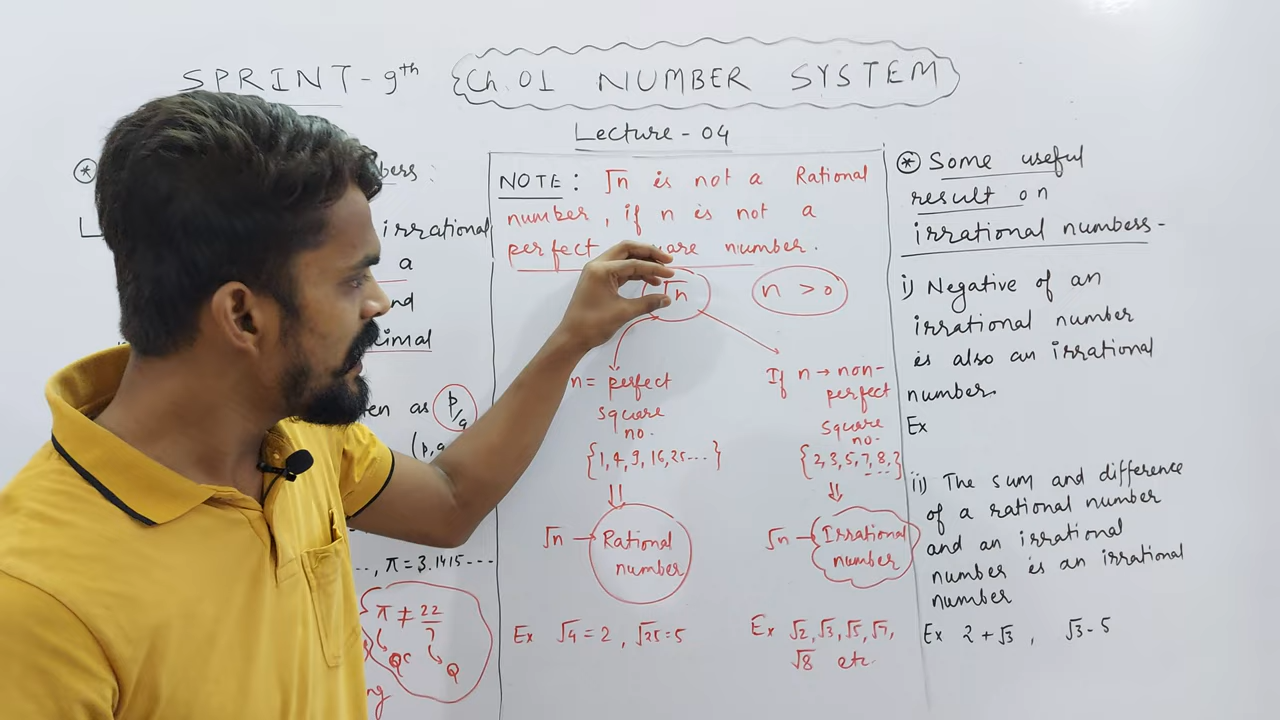 SPRINT-9th
Ch. 01 NUMBER SYSTEM
Lecture - 04
irrational
a
en as p/q
(p,
.., π = 3.1415----
π ≠ 22/7
Qc Q
NOTE: √n is not a Rational
number, if n is not a
perfect number.
√n n > 0
n = perfect
square
no.
{1, 4, 9, 16, 25---}
⇓
√n → Rational
number
Ex √4 = 2, √25 = 5
If n → non-
perfect
square
no.
{2, 3, 5, 7, 8, }
⇓
√n → Irrational
number
Ex √2, √3, √5, √7,
√8 etc.
* Some useful
result on
irrational numbers -
i) Negative of an
irrational number
is also an irrational
number.
Ex
ii) The sum and difference
of a rational number
and an irrational
number is an irrational
number
Ex 2 + √3 , √3 - 5